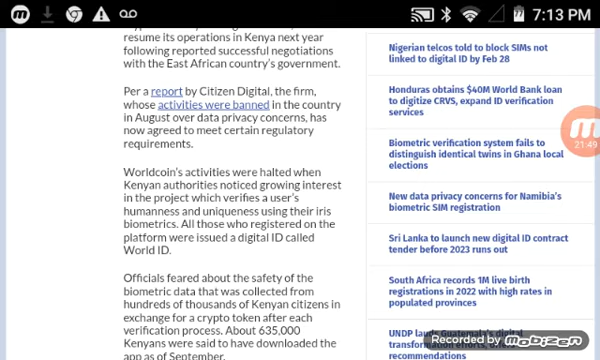 7:13 PM
resume its operations in Kenya next year
following reported successful negotiations
with the East African country's government.
Per a report by Citizen Digital, the firm,
whose activities were banned in the country
in August over data privacy concerns, has
now agreed to meet certain regulatory
requirements.
Worldcoin's activities were halted when
Kenyan authorities noticed growing interest
in the project which verifies a user's
humanness and uniqueness using their iris
biometrics. All those who registered on the
platform were issued a digital ID called
World ID.
Officials feared about the safety of the
biometric data that was collected from
hundreds of thousands of Kenyan citizens in
exchange for a crypto token after each
verification process. About 635,000
Kenyans were said to have downloaded the
app as of September.
Nigerian telcos told to block SIMs not
linked to digital ID by Feb 28
Honduras obtains $40M World Bank loan
to digitize CRVS, expand ID verification
services
Biometric verification system fails to
distinguish identical twins in Ghana local
elections
New data privacy concerns for Namibia's
biometric SIM registration
Sri Lanka to launch new digital ID contract
tender before 2023 runs out
South Africa records 1M live birth
registrations in 2022 with high rates in
populated provinces
UNDP lauds Guatemala's digital
transformation efforts,
recommendations
21:49
Recorded by Mobizen